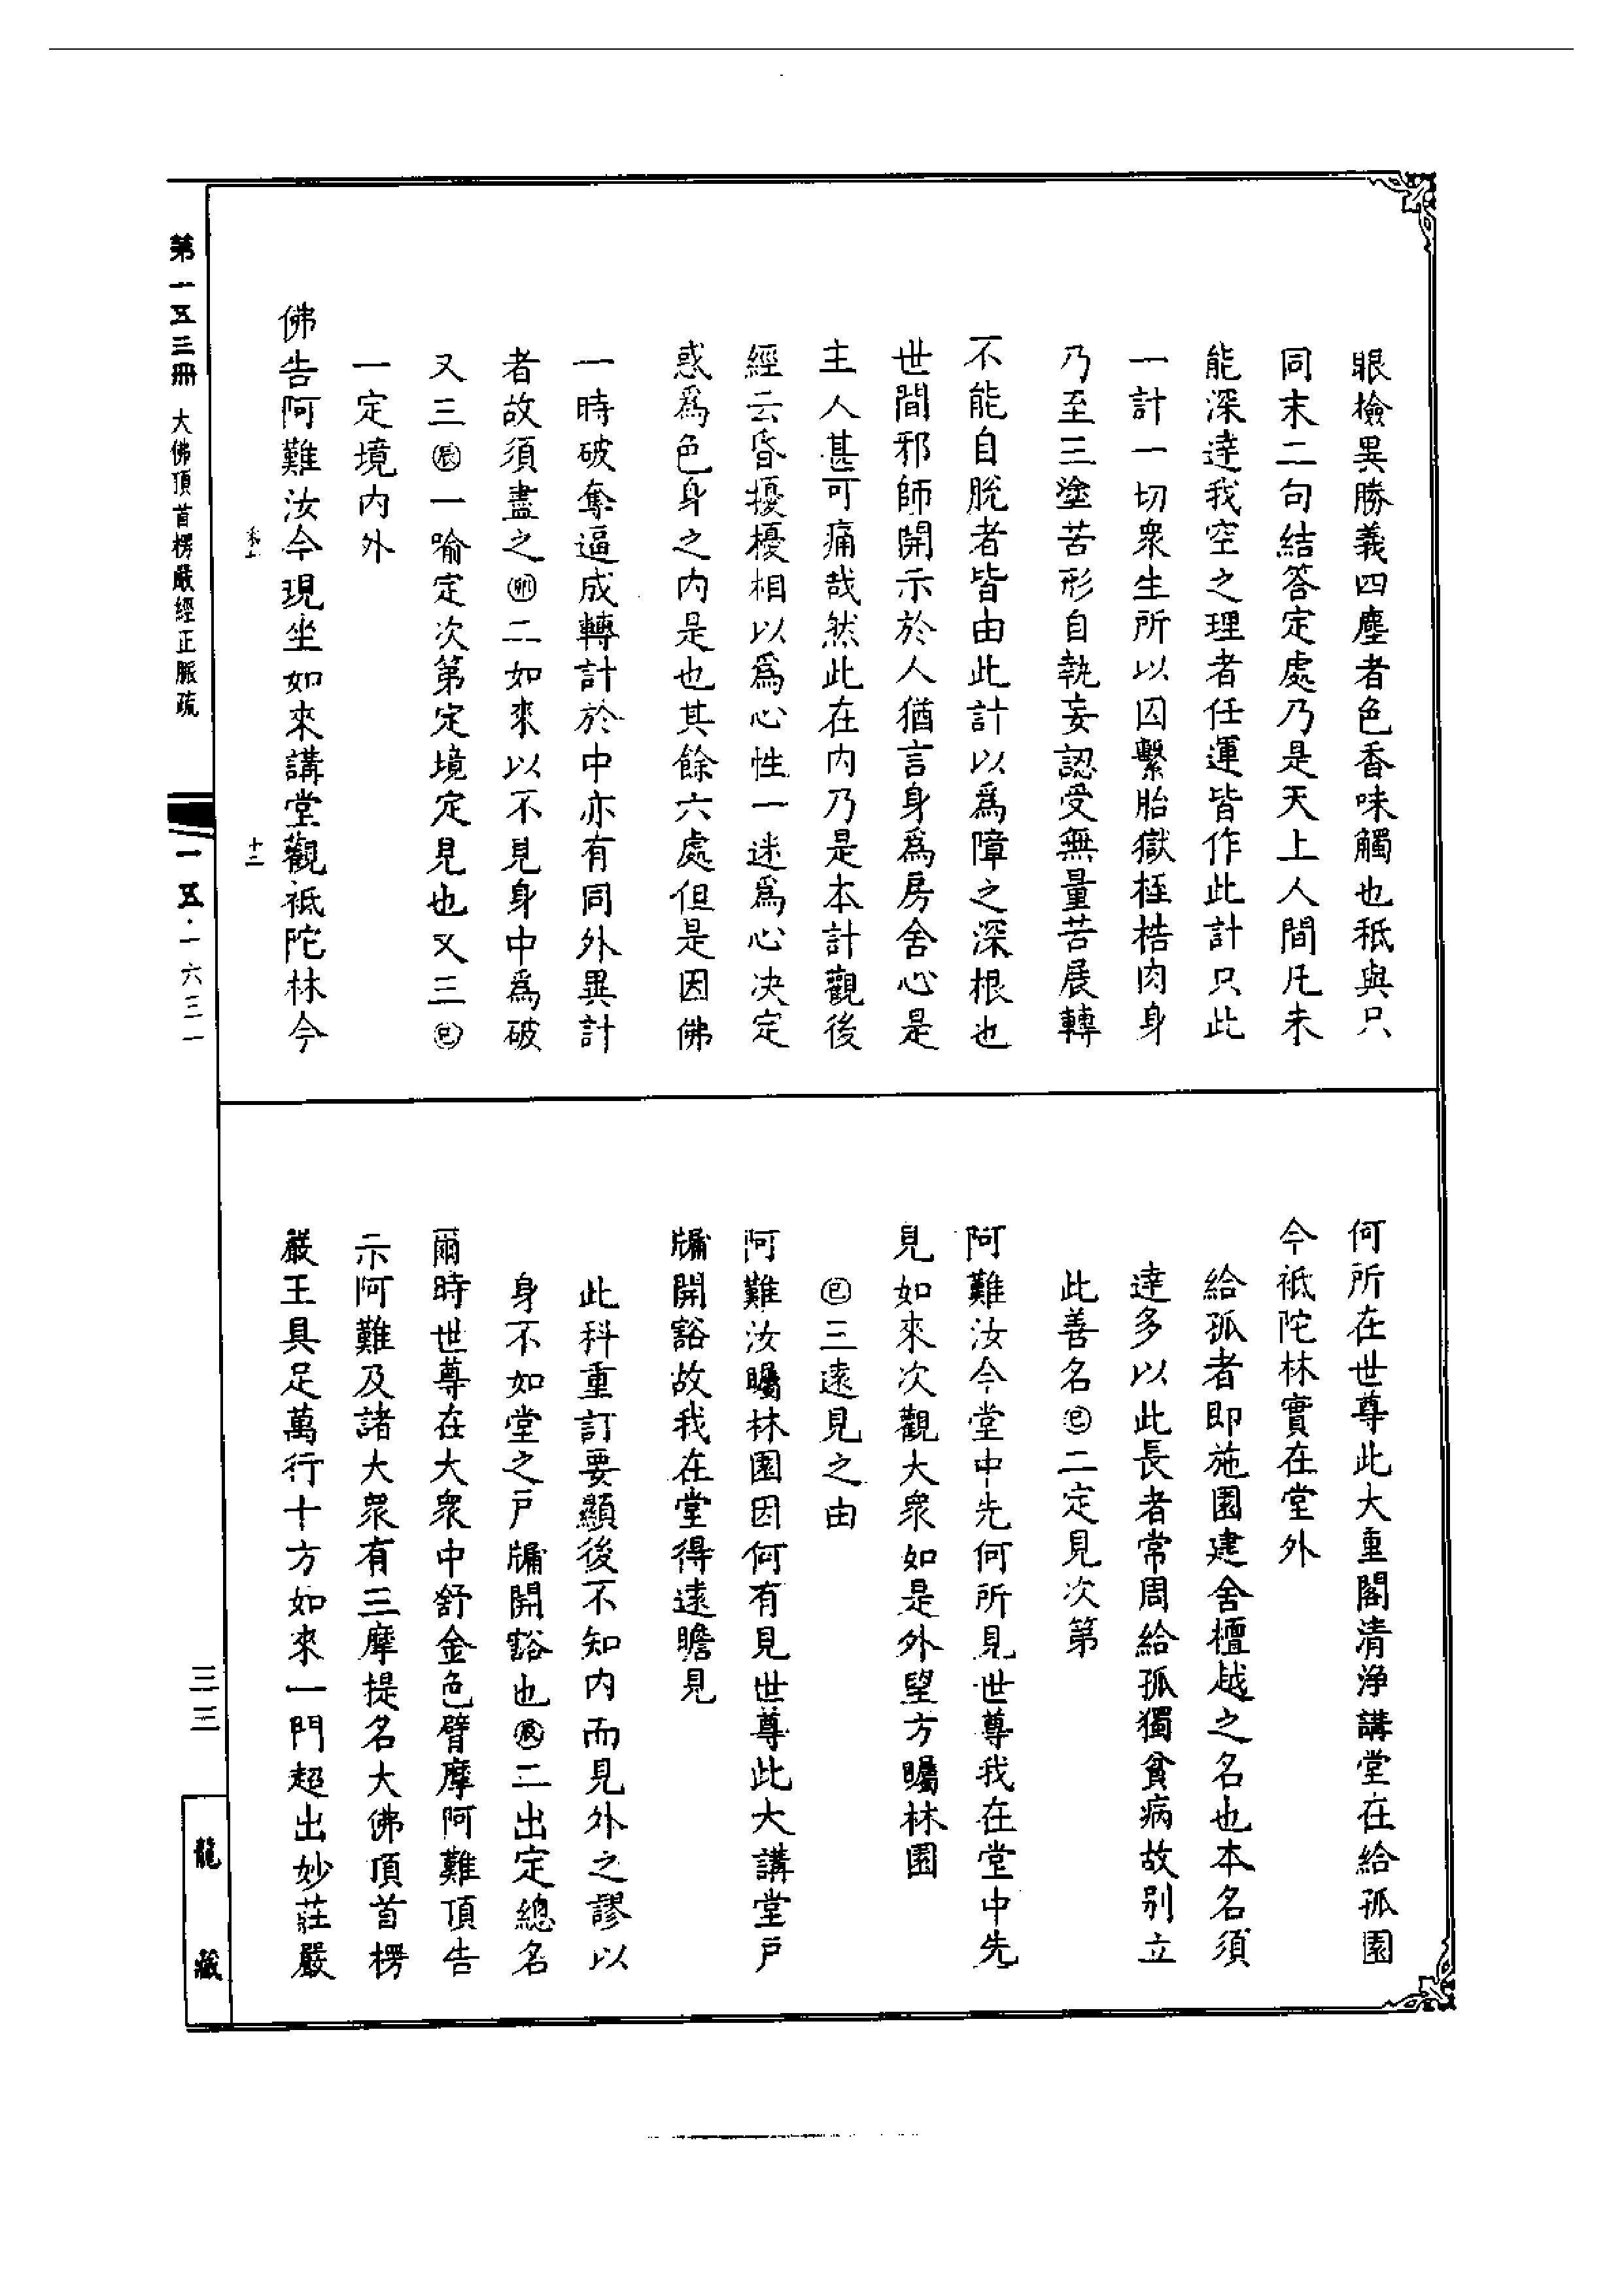 眼檢異勝義四塵者色香味觸也秖與只
同末二句結答定處乃是天上人間凡未
能深達我空之理者任運皆作此計只此
一計一切衆生所以囚繫胎獄桎梏肉身
乃至三塗苦形自執妄認受無量苦展轉
不能自脫者皆由此計以爲障之深根也
世間邪師開示於人猶言身爲房舍心是
主人甚可痛哉然此在内乃是本計觀後
經云昏擾擾相以爲心性一迷爲心決定
惑爲色身之内是也其餘六處但是因佛
一時破奪逼成轉計於中亦有同外異計
者故須盡之㊞二如來以不見身中爲破
又三㊂一喻定次第定境定見也又三㊂
一定境内外
佛告阿難汝今現坐如來講堂觀祇陀林今
十二
何所在世尊此大重閣清淨講堂在給孤園
今祇陀林實在堂外
給孤者即施園建舍檀越之名也本名須
達多以此長者常周給孤獨貧病故别立
此善名㊂二定見次第
阿難汝今堂中先何所見世尊我在堂中先
見如來次觀大衆如是外望方矚林園
㊂三遠見之由
阿難汝矚林園因何有見世尊此大講堂戸
牖開豁故我在堂得遠瞻見
此科重訂要顯後不知内而見外之謬以
身不如堂之戸牖開豁也㊂二出定總名
爾時世尊在大衆中舒金色臂摩阿難頂告
示阿難及諸大衆有三摩提名大佛頂首楞
嚴王具足萬行十方如來一門超出妙莊嚴
第一五三冊 大佛頂首楞嚴經正脈疏
一五·一六三一
三三
龍藏